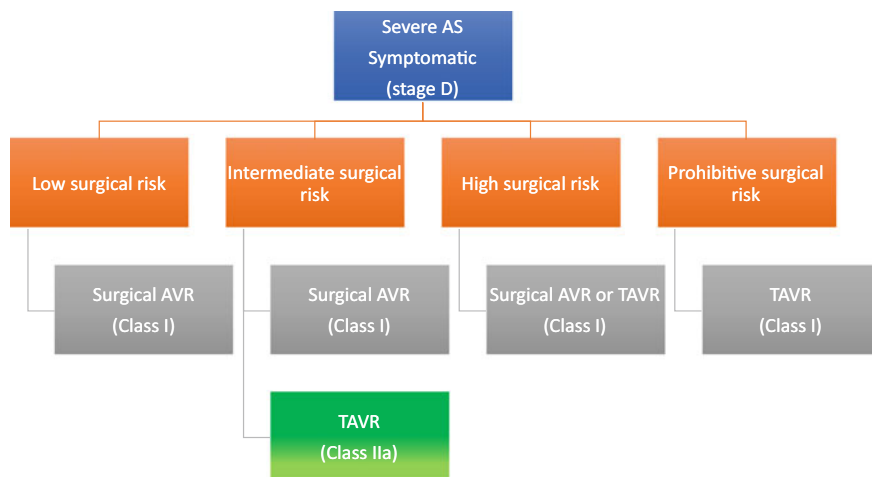 Severe AS
Symptomatic
(stage D)
Low surgical risk
Intermediate surgical
risk
High surgical risk
Prohibitive surgical
risk
Surgical AVR
(Class I)
Surgical AVR
(Class I)
Surgical AVR or TAVR
(Class I)
TAVR
(Class I)
TAVR
(Class IIa)